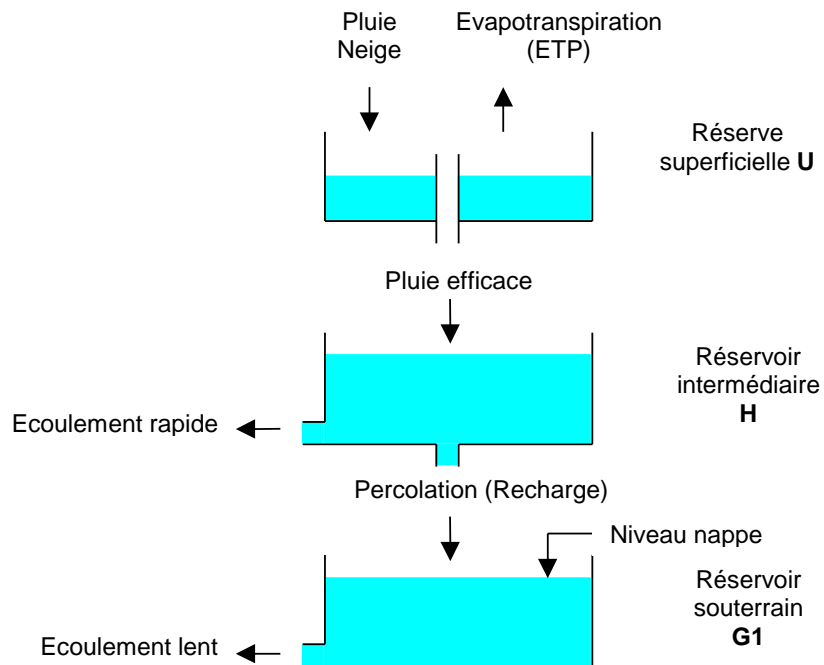 Pluie
Neige
Evapotranspiration
(ETP)
Réserve
superficielle U
Pluie efficace
Réservoir
intermédiaire
H
Ecoulement rapide
Percolation (Recharge)
Niveau nappe
Réservoir
souterrain
G1
Ecoulement lent